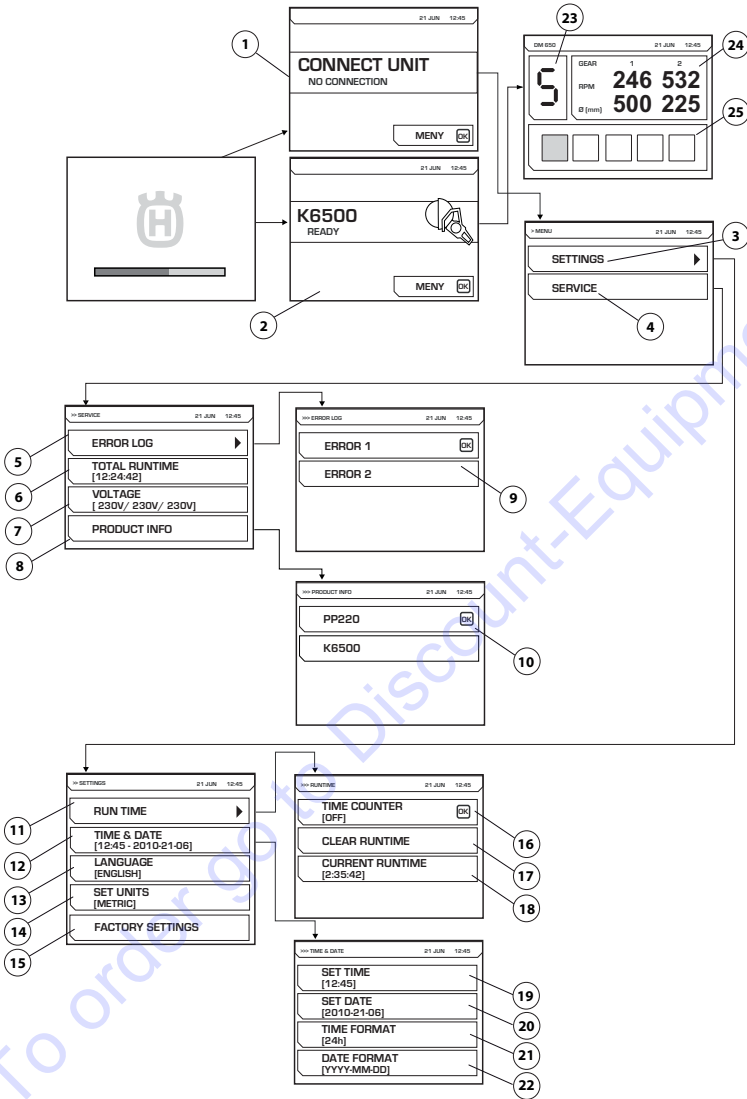 21 JUN 12:45
1
CONNECT UNIT
NO CONNECTION
MENY OK
H
21 JUN 12:45
K6500
READY
MENY OK
2
23
DM 650 21 JUN 12:45
24
5
GEAR 1 2
RPM 246 532
Ø [mm] 500 225
25
> MENU 21 JUN 12:45
3
SETTINGS
SERVICE
4
>> SERVICE 21 JUN 12:45
5
ERROR LOG
6
TOTAL RUNTIME
[12:24:42]
7
VOLTAGE
[ 230V/ 230V/ 230V]
8
PRODUCT INFO
>>> ERROR LOG 21 JUN 12:45
ERROR 1 OK
ERROR 2
9
>>> PRODUCT INFO 21 JUN 12:45
PP220 OK
10
K6500
>> SETTINGS 21 JUN 12:45
11
RUN TIME
12
TIME & DATE
[12:45 - 2010-21-06]
13
LANGUAGE
[ENGLISH]
14
SET UNITS
[METRIC]
15
FACTORY SETTINGS
>>> RUNTIME 21 JUN 12:45
TIME COUNTER
[OFF] OK
16
CLEAR RUNTIME
17
CURRENT RUNTIME
[2:35:42]
18
>>> TIME & DATE 21 JUN 12:45
SET TIME
[12:45]
19
SET DATE
[2010-21-06]
20
TIME FORMAT
[24h]
21
DATE FORMAT
[YYYY-MM-DD]
22
To order go to Discount-Equipme